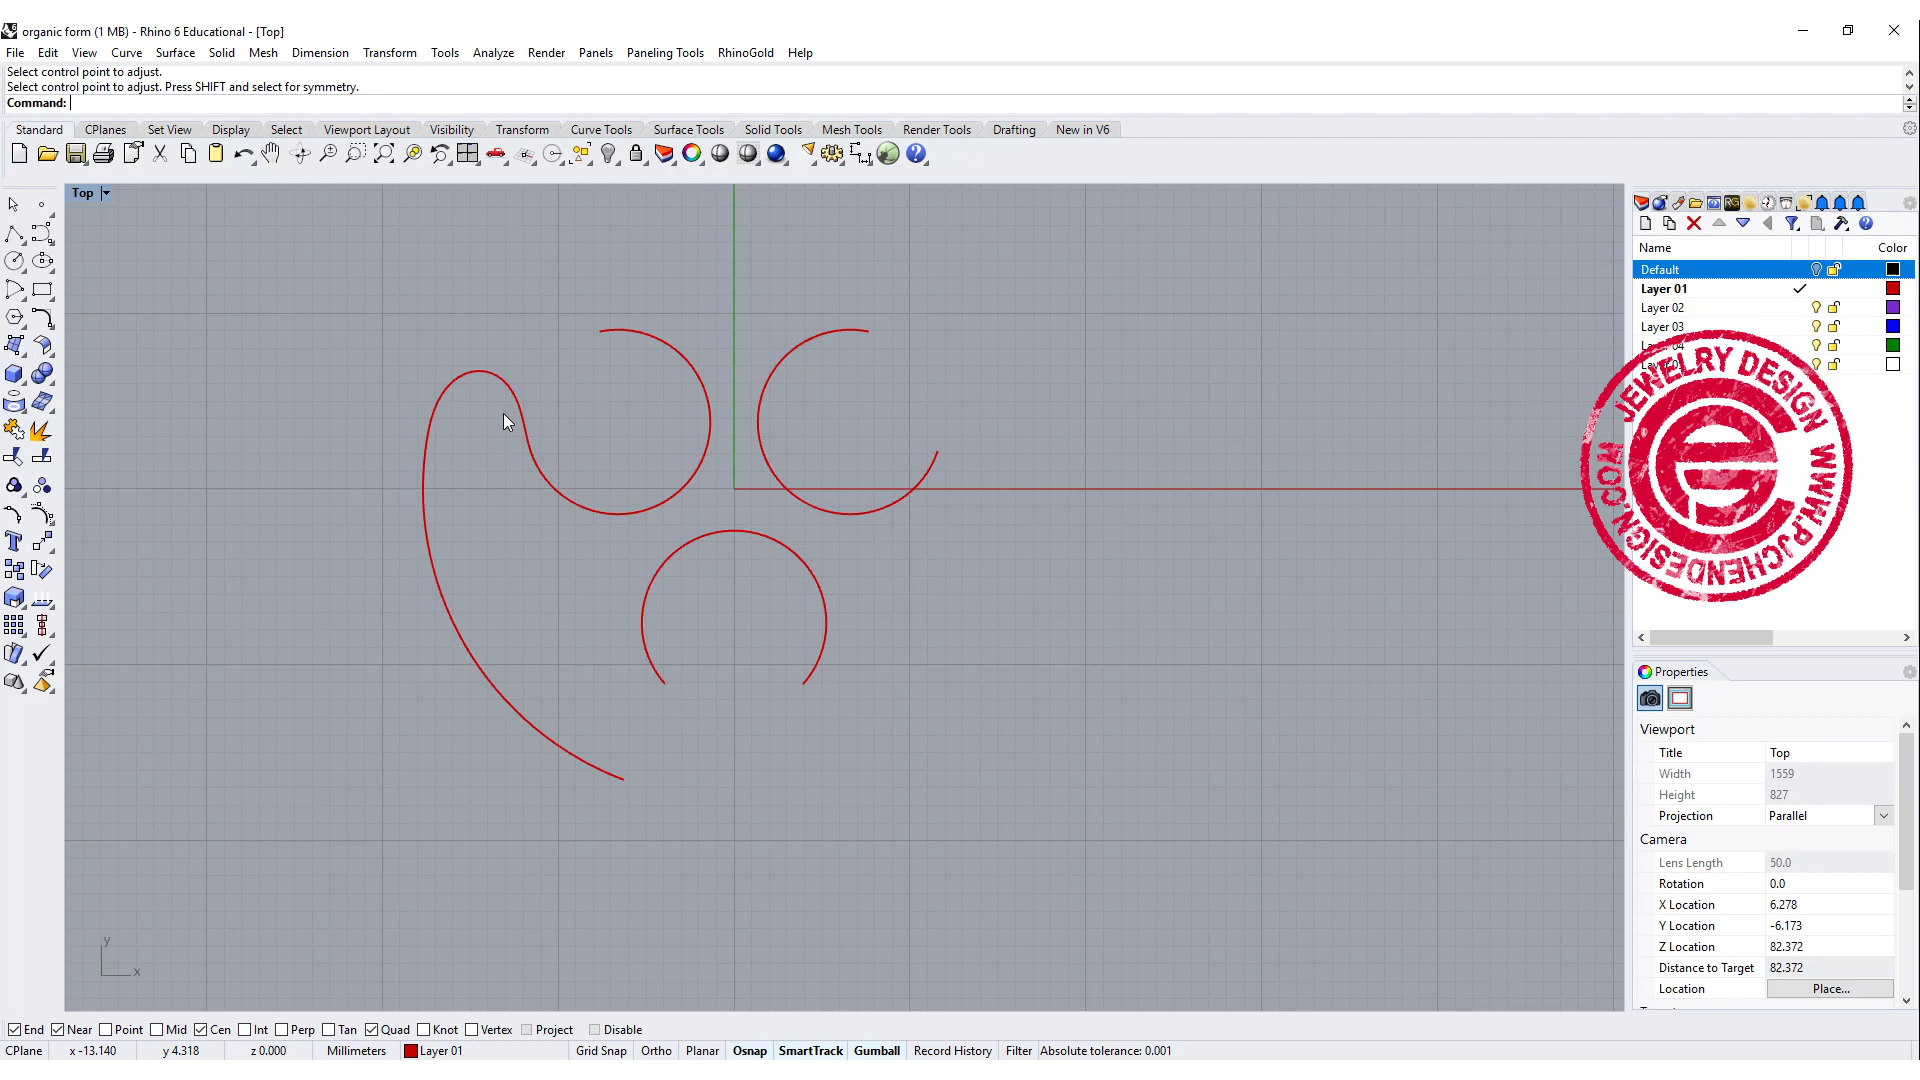 organic form (1 MB) - Rhino 6 Educational - [Top]
File Edit View Curve Surface Solid Mesh Dimension Transform Tools Analyze Render Panels Paneling Tools RhinoGold Help
Select control point to adjust.
Select control point to adjust. Press SHIFT and select for symmetry.
Command:
Standard CPlanes Set View Display Select Viewport Layout Visibility Transform Curve Tools Surface Tools Solid Tools Mesh Tools Render Tools Drafting New in V6
Top
Name Color
Default
Layer 01
Layer 02
Layer 03
JEWELRY DESIGN WWW.PJCHENDESIGN.COM
Properties
Viewport
Title Top
Width 1559
Height 827
Projection Parallel
Camera
Lens Length 50.0
Rotation 0.0
X Location 6.278
Y Location -6.173
Z Location 82.372
Distance to Target 82.372
Location Place...
y
x
End Near Point Mid Cen Int Perp Tan Quad Knot Vertex Project Disable
CPlane x -13.140 y 4.318 z 0.000 Millimeters Layer 01 Grid Snap Ortho Planar Osnap SmartTrack Gumball Record History Filter Absolute tolerance: 0.001